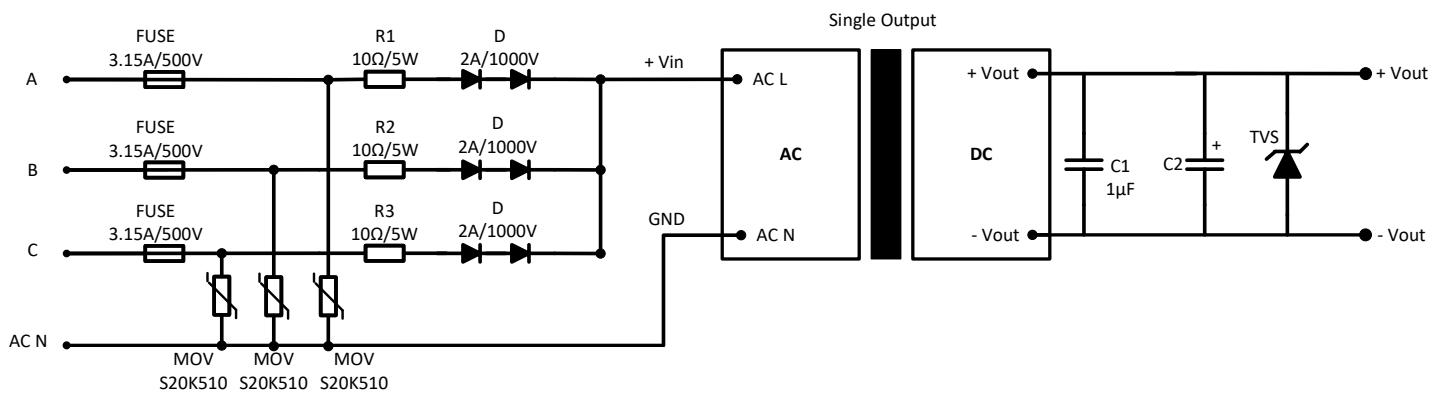 Single Output
FUSE
3.15A/500V
R1
10Ω/5W
D
2A/1000V
A
+ Vin
AC L
+ Vout
+ Vout
FUSE
3.15A/500V
R2
10Ω/5W
D
2A/1000V
B
AC
DC
C1
1µF
C2
+
TVS
FUSE
3.15A/500V
R3
10Ω/5W
D
2A/1000V
C
GND
AC N
- Vout
- Vout
AC N
MOV
S20K510
MOV
S20K510
MOV
S20K510